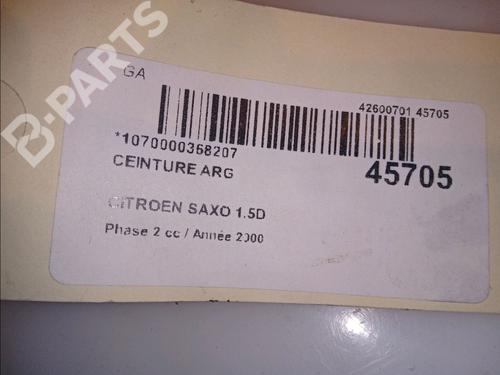 B-PARTS
GA
42600701 45705
*1070000368207
45705
CEINTURE ARG
CITROEN SAXO 1.5D
Phase 2 cc / Année 2000